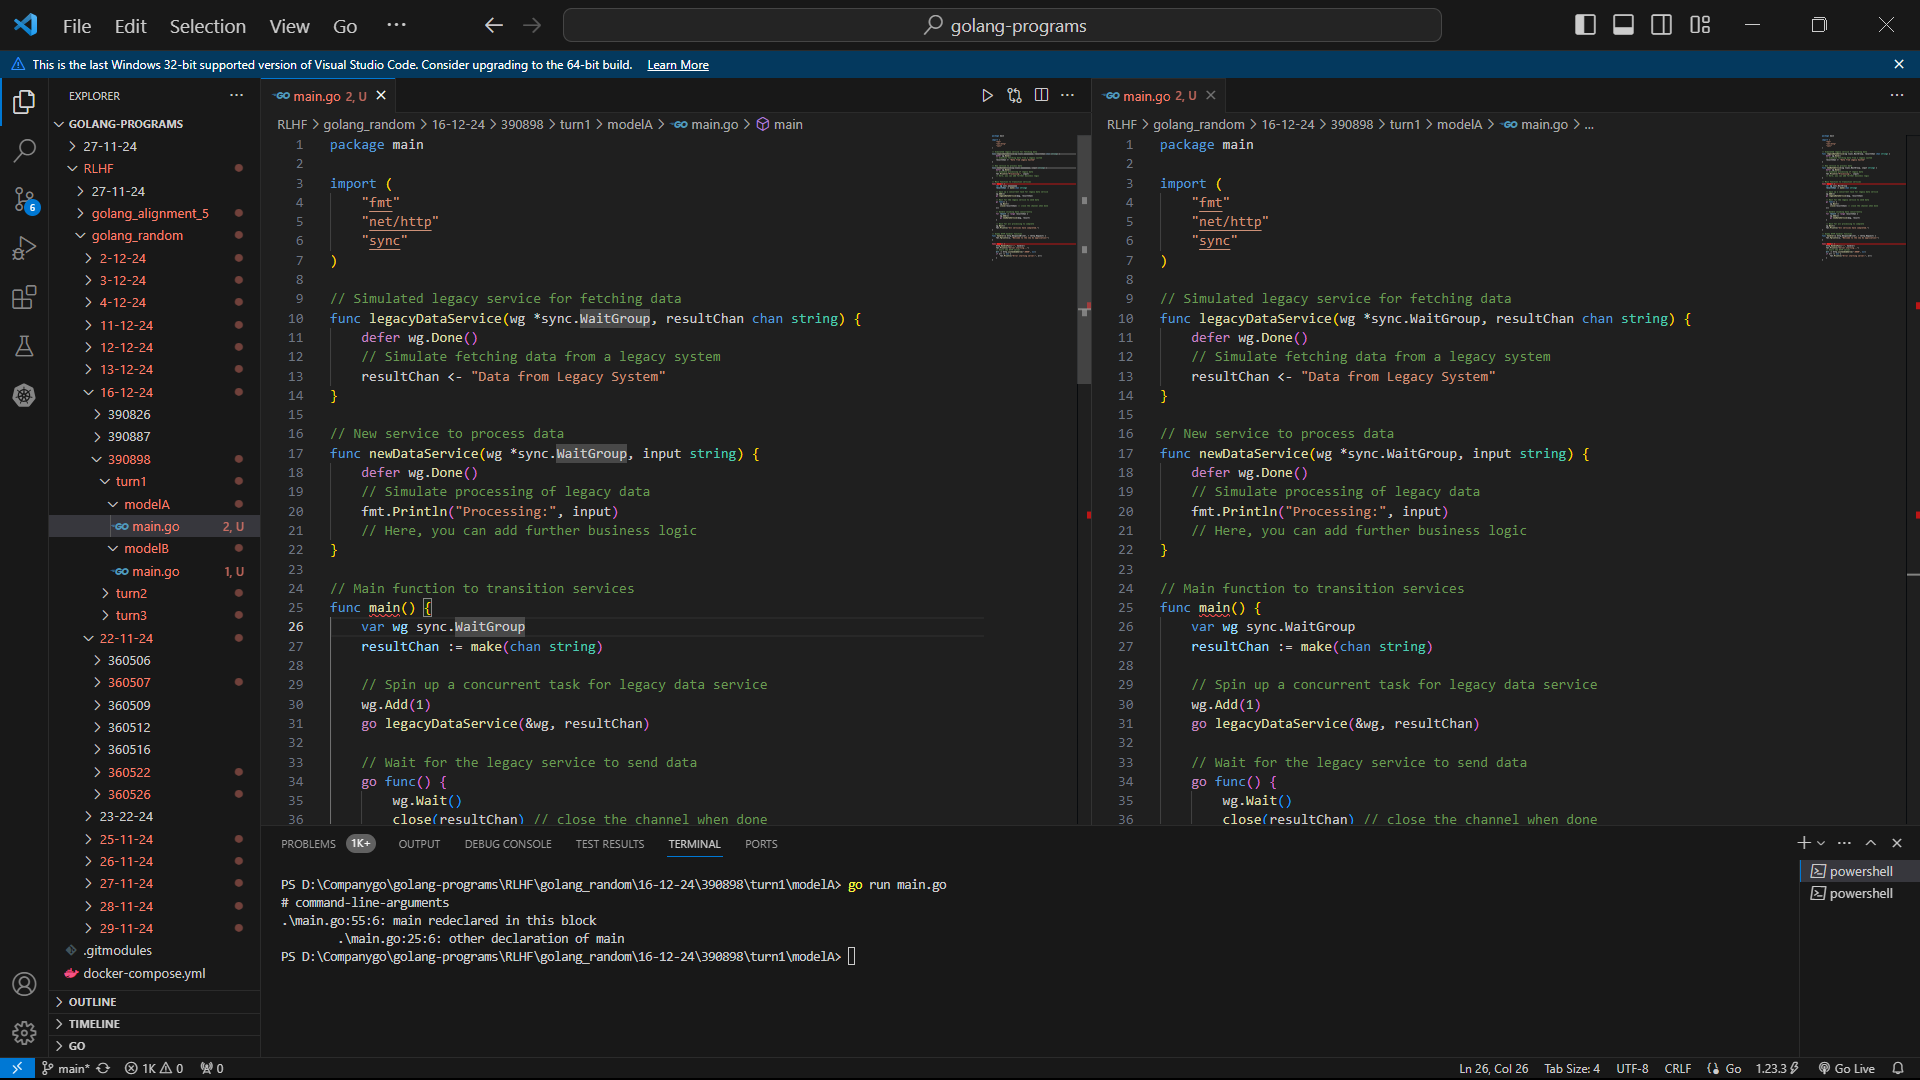 File Edit Selection View Go ··· golang-programs
This is the last Windows 32-bit supported version of Visual Studio Code. Consider upgrading to the 64-bit build. Learn More
EXPLORER
GOLANG-PROGRAMS
27-11-24
RLHF
27-11-24
golang_alignment_5
golang_random
2-12-24
3-12-24
4-12-24
11-12-24
12-12-24
13-12-24
16-12-24
390826
390887
390898
turn1
modelA
main.go 2, U
modelB
main.go 1, U
turn2
turn3
22-11-24
360506
360507
360509
360512
360516
360522
360526
23-22-24
25-11-24
26-11-24
27-11-24
28-11-24
29-11-24
.gitmodules
docker-compose.yml
OUTLINE
TIMELINE
GO
6
main.go 2, U
RLHF > golang_random > 16-12-24 > 390898 > turn1 > modelA > main.go > main
1 package main
2
3 import (
4 "fmt"
5 "net/http"
6 "sync"
7 )
8
9 // Simulated legacy service for fetching data
10 func legacyDataService(wg *sync.WaitGroup, resultChan chan string) {
11 defer wg.Done()
12 // Simulate fetching data from a legacy system
13 resultChan <- "Data from Legacy System"
14 }
15
16 // New service to process data
17 func newDataService(wg *sync.WaitGroup, input string) {
18 defer wg.Done()
19 // Simulate processing of legacy data
20 fmt.Println("Processing:", input)
21 // Here, you can add further business logic
22 }
23
24 // Main function to transition services
25 func main() {
26 var wg sync.WaitGroup
27 resultChan := make(chan string)
28
29 // Spin up a concurrent task for legacy data service
30 wg.Add(1)
31 go legacyDataService(&wg, resultChan)
32
33 // Wait for the legacy service to send data
34 go func() {
35 wg.Wait()
36 close(resultChan) // close the channel when done
main.go 2, U
RLHF > golang_random > 16-12-24 > 390898 > turn1 > modelA > main.go > ...
1 package main
2
3 import (
4 "fmt"
5 "net/http"
6 "sync"
7 )
8
9 // Simulated legacy service for fetching data
10 func legacyDataService(wg *sync.WaitGroup, resultChan chan string) {
11 defer wg.Done()
12 // Simulate fetching data from a legacy system
13 resultChan <- "Data from Legacy System"
14 }
15
16 // New service to process data
17 func newDataService(wg *sync.WaitGroup, input string) {
18 defer wg.Done()
19 // Simulate processing of legacy data
20 fmt.Println("Processing:", input)
21 // Here, you can add further business logic
22 }
23
24 // Main function to transition services
25 func main() {
26 var wg sync.WaitGroup
27 resultChan := make(chan string)
28
29 // Spin up a concurrent task for legacy data service
30 wg.Add(1)
31 go legacyDataService(&wg, resultChan)
32
33 // Wait for the legacy service to send data
34 go func() {
35 wg.Wait()
36 close(resultChan) // close the channel when done
PROBLEMS 1K+ OUTPUT DEBUG CONSOLE TEST RESULTS TERMINAL PORTS
PS D:\Companygo\golang-programs\RLHF\golang_random\16-12-24\390898\turn1\modelA> go run main.go
# command-line-arguments
.\main.go:55:6: main redeclared in this block
.\main.go:25:6: other declaration of main
PS D:\Companygo\golang-programs\RLHF\golang_random\16-12-24\390898\turn1\modelA>
powershell
powershell
main* 1K 0 0 Ln 26, Col 26 Tab Size: 4 UTF-8 CRLF Go 1.23.3 Go Live